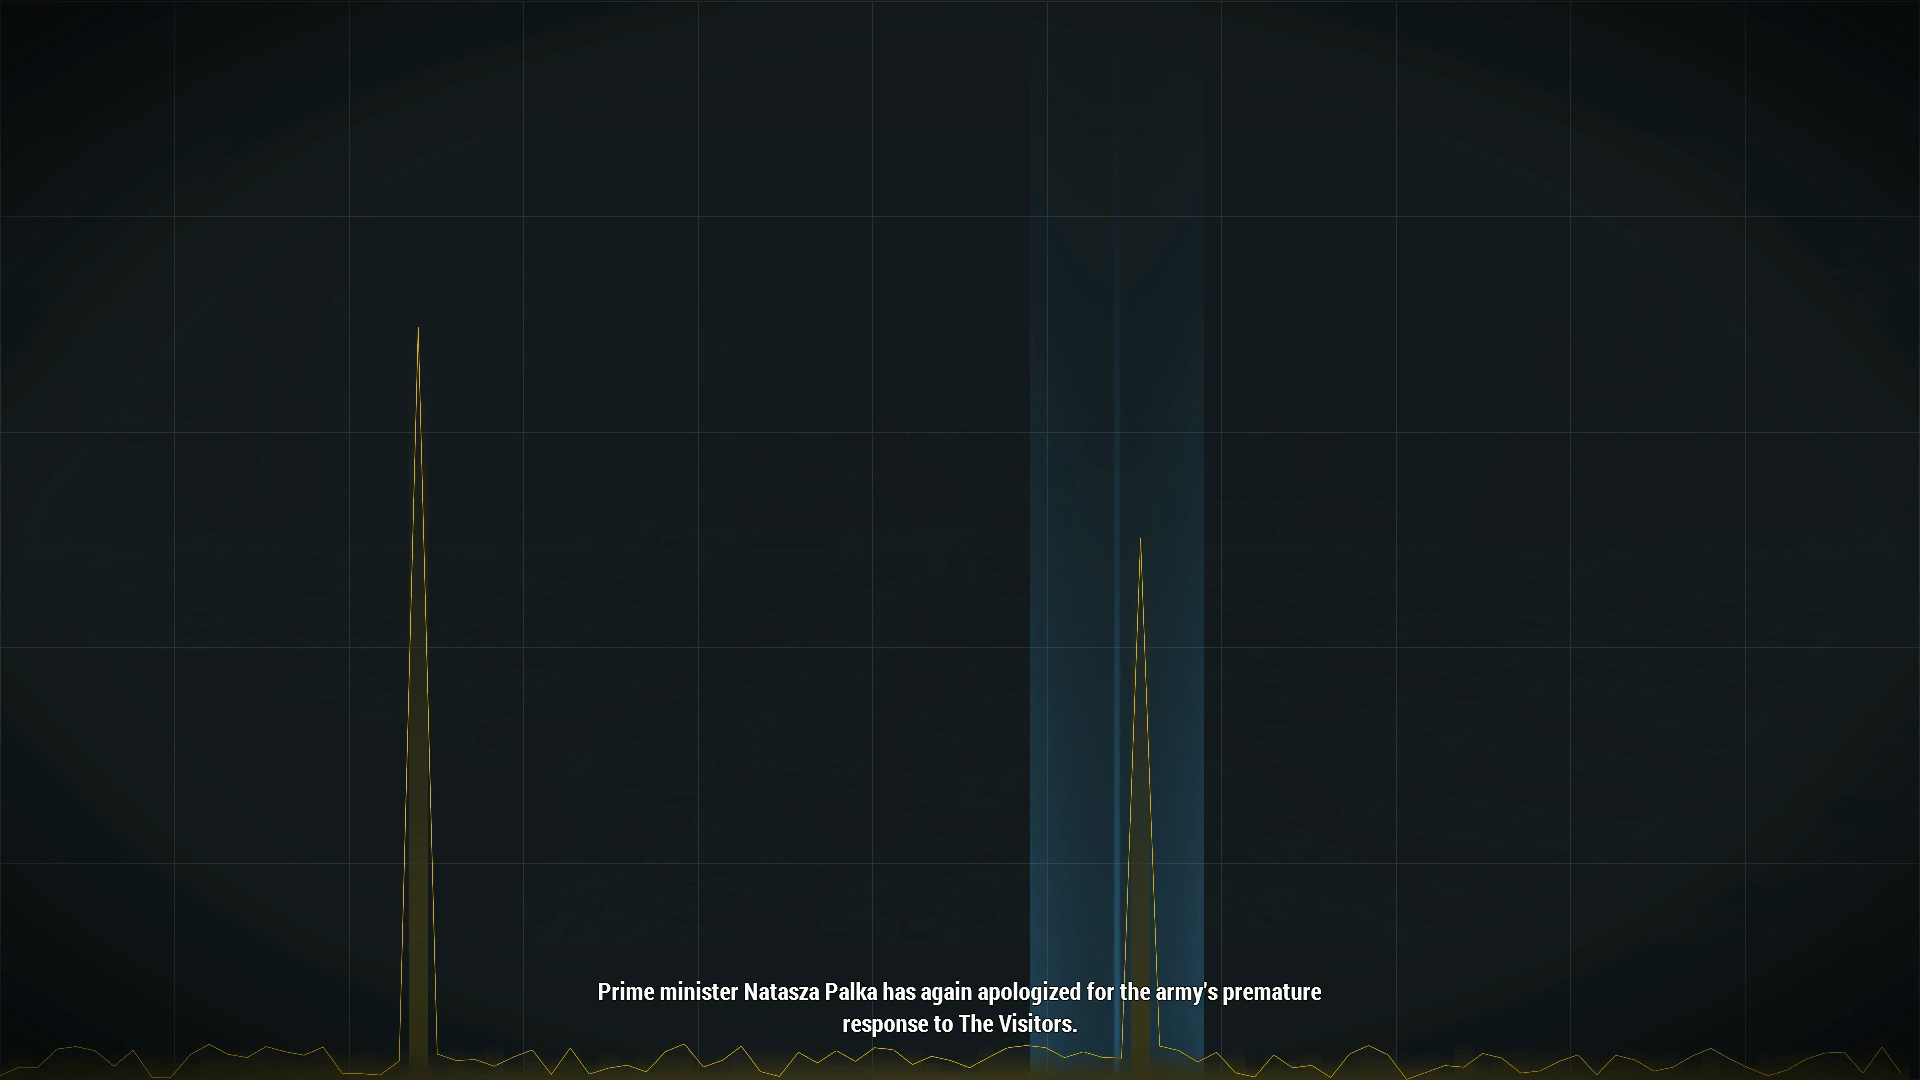 Prime minister Natasza Palka has again apologized for the army's premature
response to The Visitors.